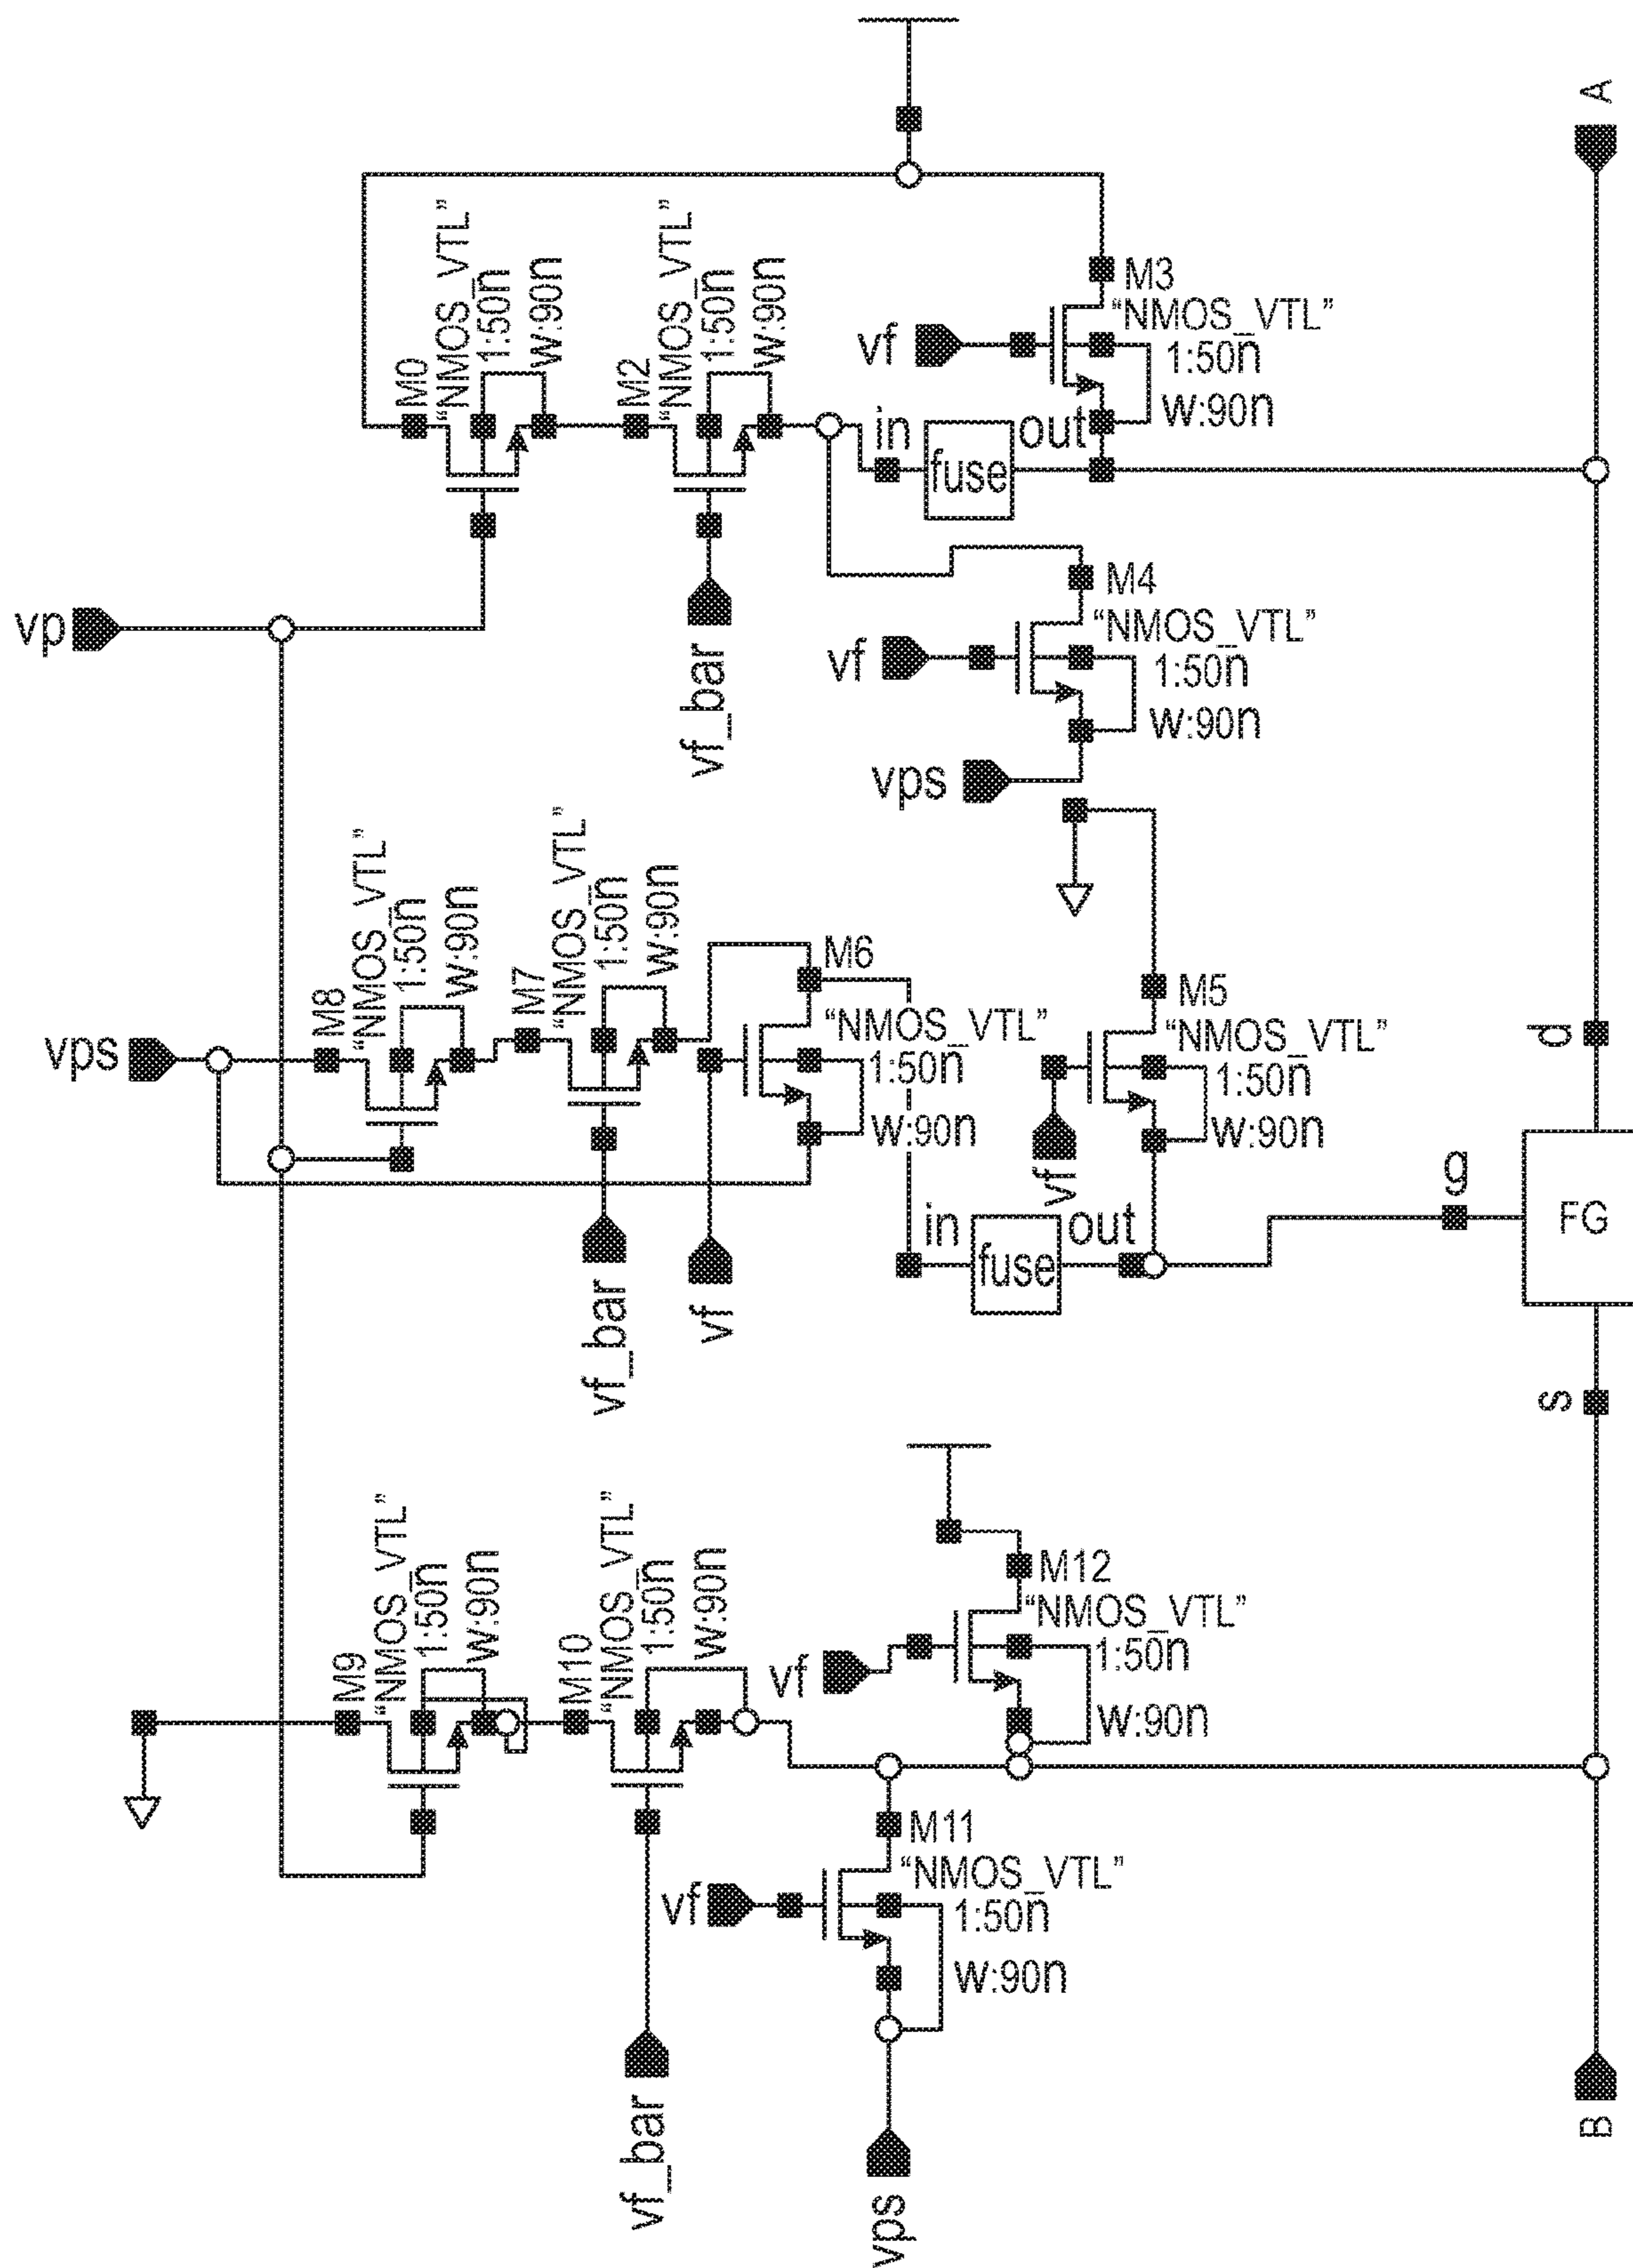 A
M0
"NMOS_VTL"
1:50n
w:90n
M2
"NMOS_VTL"
1:50n
w:90n
vf
M3
"NMOS_VTL"
1:50n
w:90n
in
fuse
out
vp
vf_bar
vf
M4
"NMOS_VTL"
1:50n
w:90n
vps
vps
M8
"NMOS_VTL"
1:50n
w:90n
M7
"NMOS_VTL"
1:50n
w:90n
M6
"NMOS_VTL"
1:50n
w:90n
M5
"NMOS_VTL"
1:50n
w:90n
vf
vf_bar
vf
in
fuse
out
g
d
FG
s
M9
"NMOS_VTL"
1:50n
w:90n
M10
"NMOS_VTL"
1:50n
w:90n
vf
M12
"NMOS_VTL"
1:50n
w:90n
vf
M11
"NMOS_VTL"
1:50n
w:90n
vf_bar
vps
B